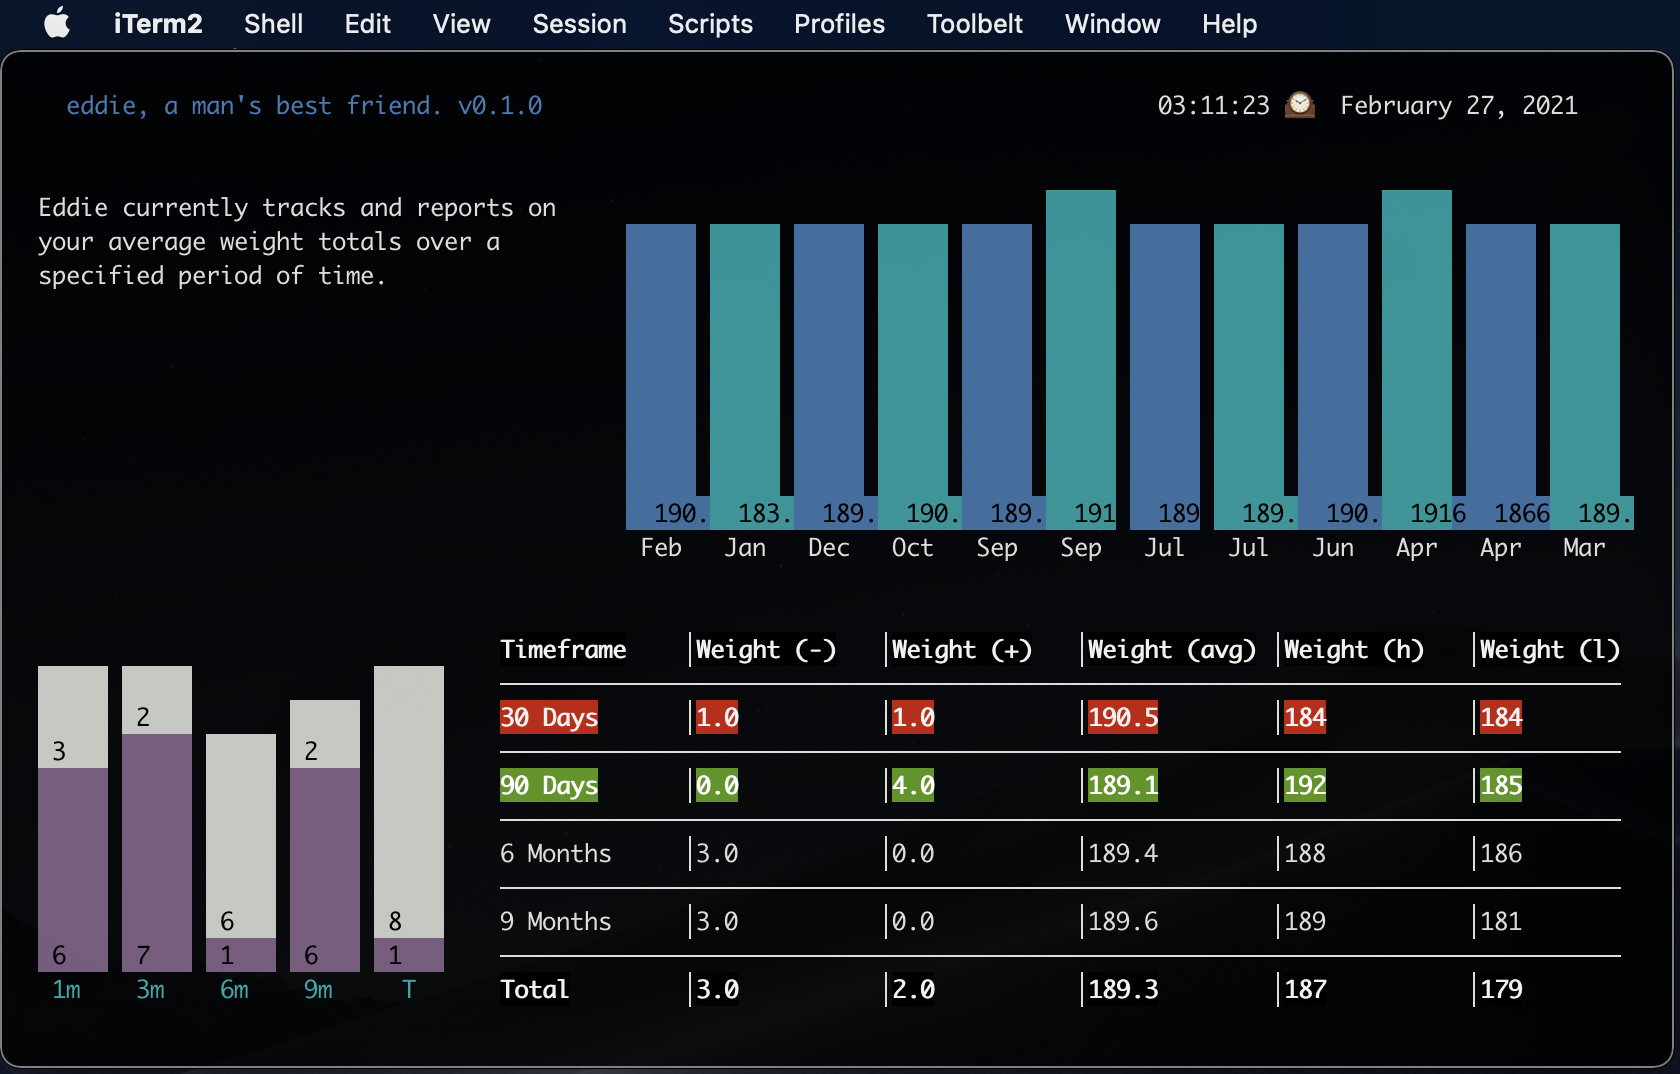 iTerm2 Shell Edit View Session Scripts Profiles Toolbelt Window Help
eddie, a man's best friend. v0.1.0 03:11:23 February 27, 2021
Eddie currently tracks and reports on
your average weight totals over a
specified period of time.
190. 183. 189. 190. 189. 191 189 189. 190. 1916 1866 189.
Feb Jan Dec Oct Sep Sep Jul Jul Jun Apr Apr Mar
Timeframe Weight (-) Weight (+) Weight (avg) Weight (h) Weight (l)
30 Days 1.0 1.0 190.5 184 184
90 Days 0.0 4.0 189.1 192 185
6 Months 3.0 0.0 189.4 188 186
9 Months 3.0 0.0 189.6 189 181
Total 3.0 2.0 189.3 187 179
2
3 2
6 8
6 7 1 6 1
1m 3m 6m 9m T